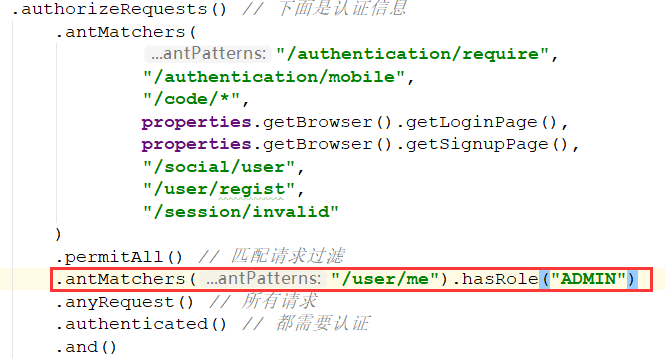 .authorizeRequests() // 下面是认证信息
.antMatchers(
...antPatterns: "/authentication/require",
"/authentication/mobile",
"/code/*",
properties.getBrowser().getLoginPage(),
properties.getBrowser().getSignupPage(),
"/social/user",
"/user/regist",
"/session/invalid"
)
.permitAll() // 匹配请求过滤
.antMatchers( ...antPatterns: "/user/me").hasRole("ADMIN")
.anyRequest() // 所有请求
.authenticated() // 都需要认证
.and()